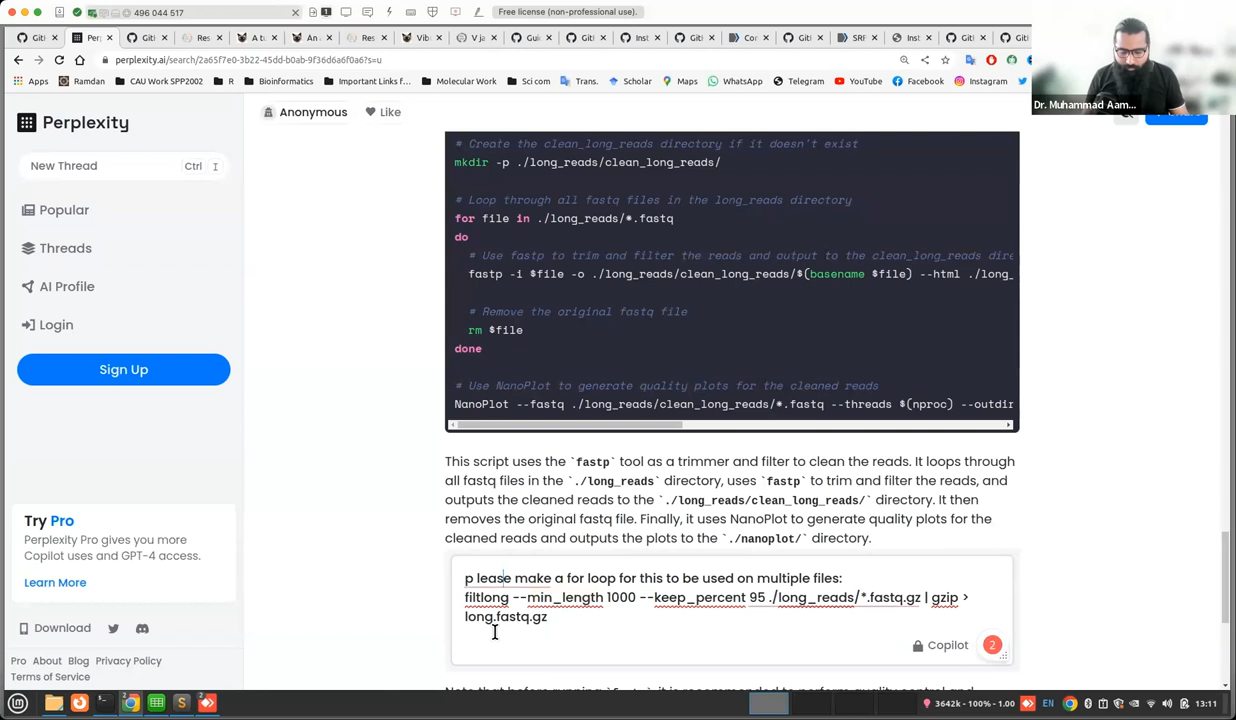 496 044 517
Free license (non-professional use).
Dr. Muhammad Aam...
perplexity.ai/search/2a65f7e0-3b22-45dd-b0ab-9f36d6a6f0a6?s=u
Apps
Ramdan
CAU Work SPP2002
R
Bioinformatics
Important Links f...
Molecular Work
Sci com
Trans.
Scholar
Maps
WhatsApp
Telegram
YouTube
Facebook
Instagram
Perplexity
New Thread
Ctrl
I
Popular
Threads
AI Profile
Login
Sign Up
Try Pro
Perplexity Pro gives you more
Copilot uses and GPT-4 access.
Learn More
Download
Pro About Blog Privacy Policy
Terms of Service
Anonymous
Like
# Create the clean_long_reads directory if it doesn't exist
mkdir -p ./long_reads/clean_long_reads/
# Loop through all fastq files in the long_reads directory
for file in ./long_reads/*.fastq
do
# Use fastp to trim and filter the reads and output to the clean_long_reads dire
fastp -i $file -o ./long_reads/clean_long_reads/$(basename $file) --html ./long_
# Remove the original fastq file
rm $file
done
# Use NanoPlot to generate quality plots for the cleaned reads
NanoPlot --fastq ./long_reads/clean_long_reads/*.fastq --threads $(nproc) --outdir
This script uses the `fastp` tool as a trimmer and filter to clean the reads. It loops through
all fastq files in the `./long_reads` directory, uses `fastp` to trim and filter the reads, and
outputs the cleaned reads to the `./long_reads/clean_long_reads/` directory. It then
removes the original fastq file. Finally, it uses NanoPlot to generate quality plots for the
cleaned reads and outputs the plots to the `./nanoplot/` directory.
p lease make a for loop for this to be used on multiple files:
filtlong --min_length 1000 --keep_percent 95 ./long_reads/*.fastq.gz | gzip >
long.fastq.gz
Copilot
2
3642k - 100% - 1.00
EN
13:11